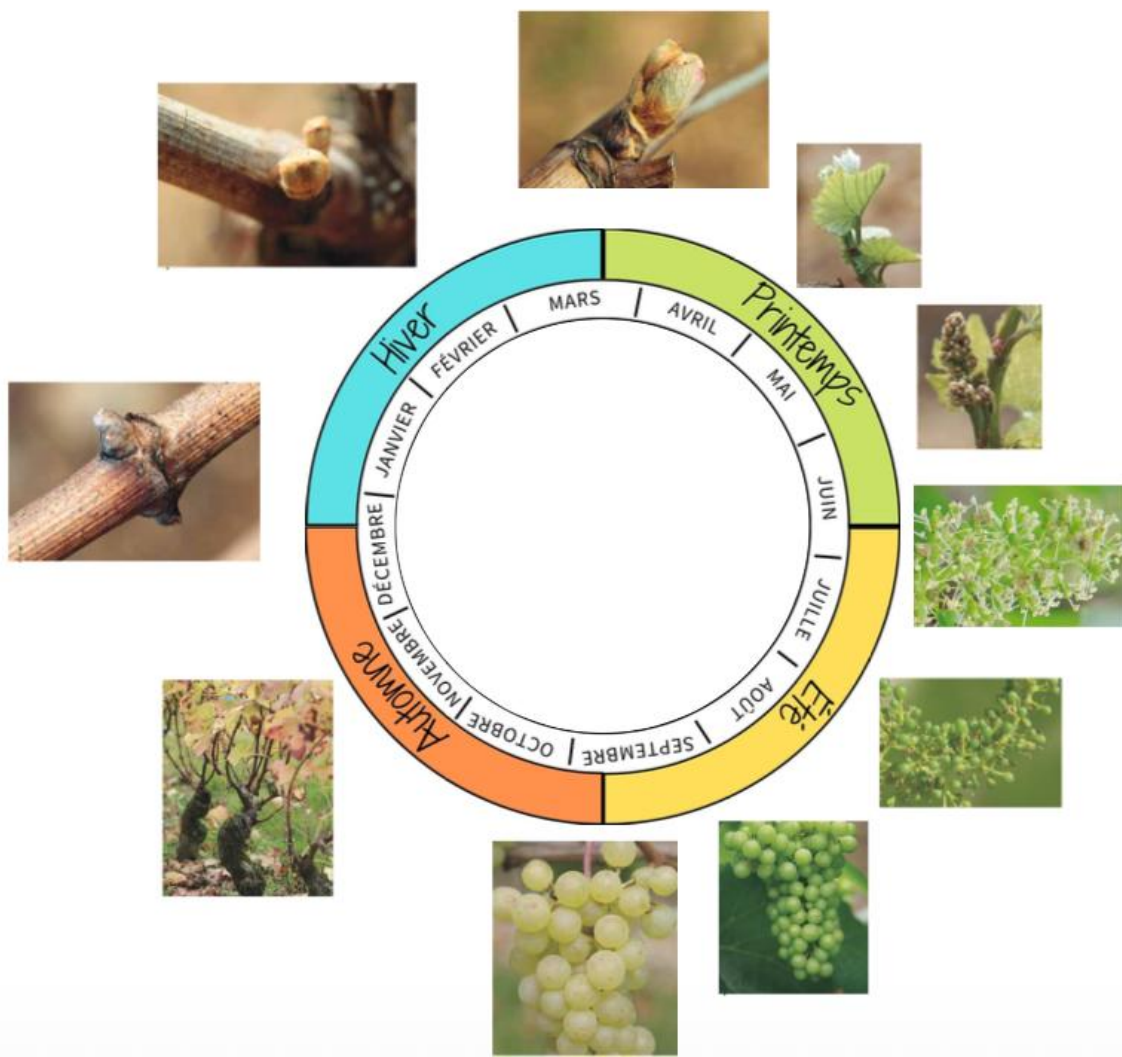 Hiver
Printemps
Été
Automne
JANVIER
FÉVRIER
MARS
AVRIL
MAI
JUIN
JUILLE
AOÛT
SEPTEMBRE
OCTOBRE
NOVEMBRE
DÉCEMBRE